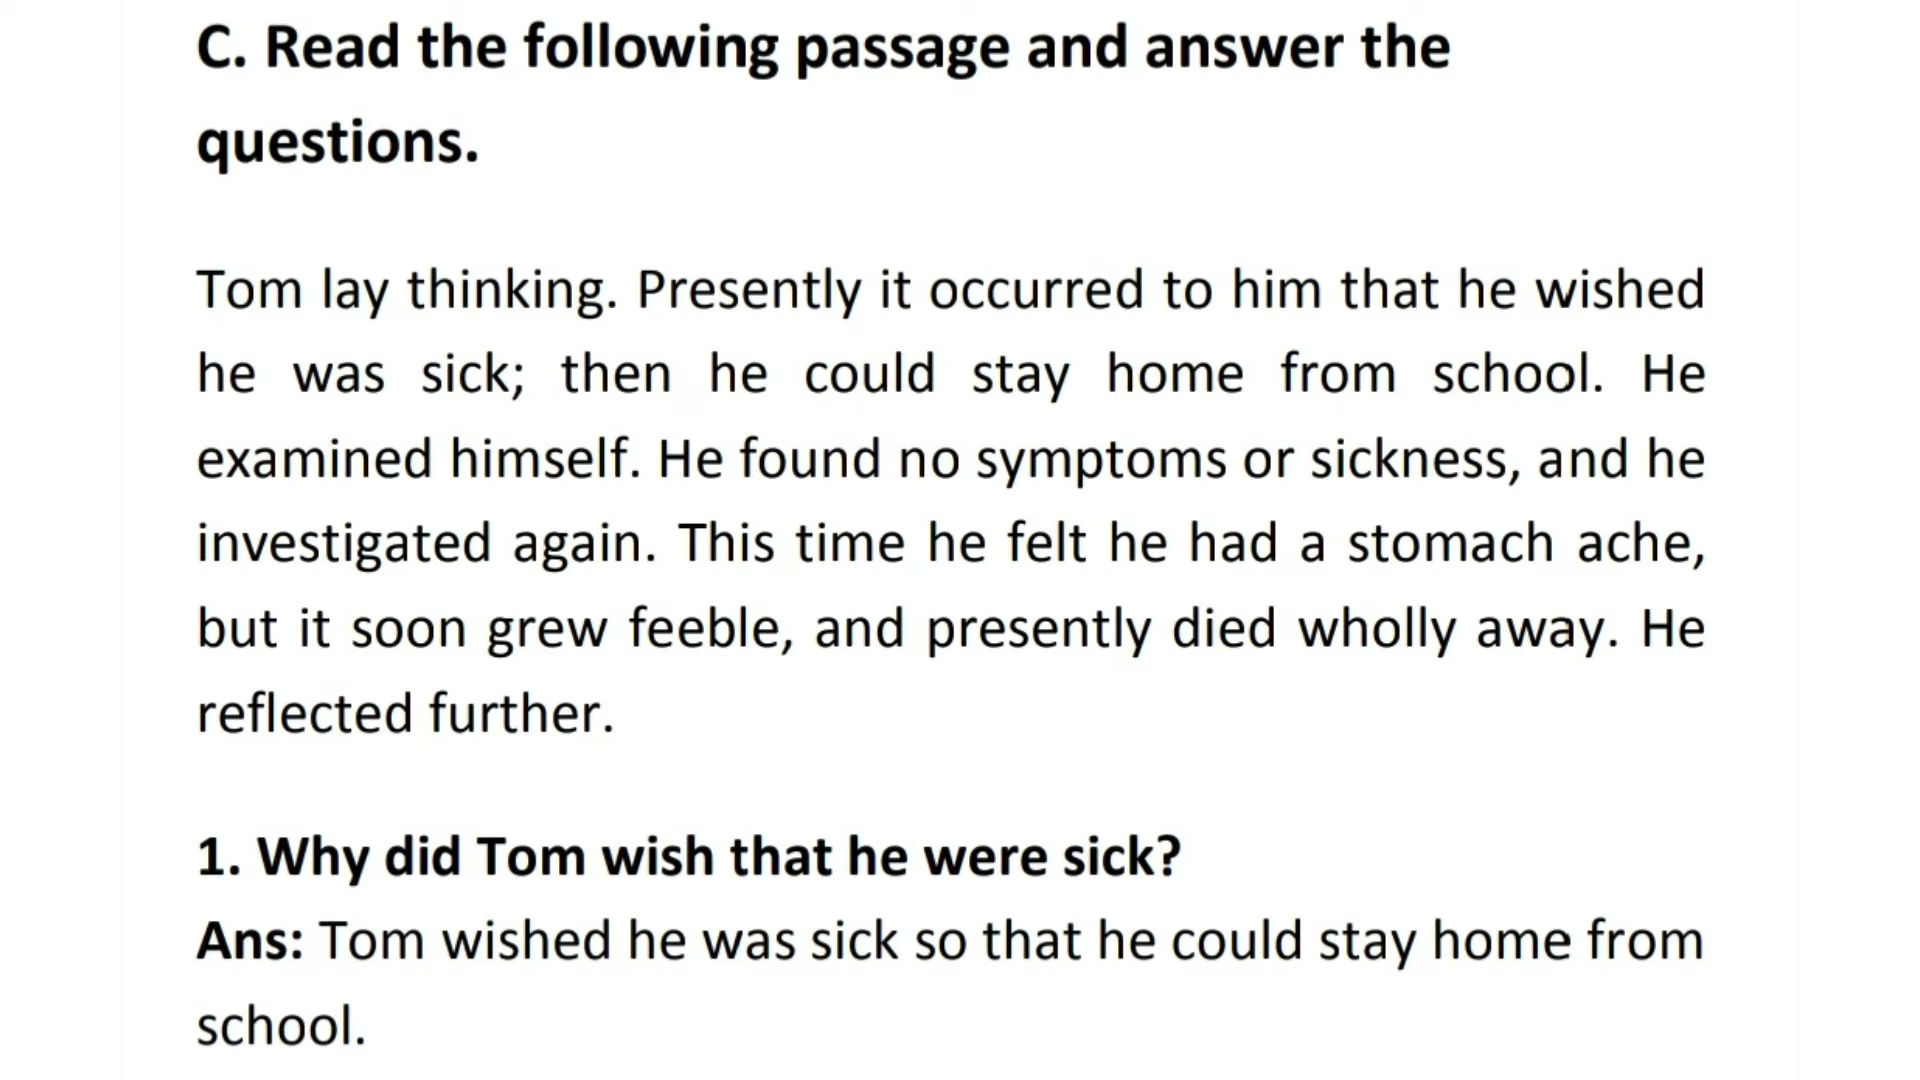 C. Read the following passage and answer the
questions.
Tom lay thinking. Presently it occurred to him that he wished
he was sick; then he could stay home from school. He
examined himself. He found no symptoms or sickness, and he
investigated again. This time he felt he had a stomach ache,
but it soon grew feeble, and presently died wholly away. He
reflected further.
1. Why did Tom wish that he were sick?
Ans: Tom wished he was sick so that he could stay home from
school.